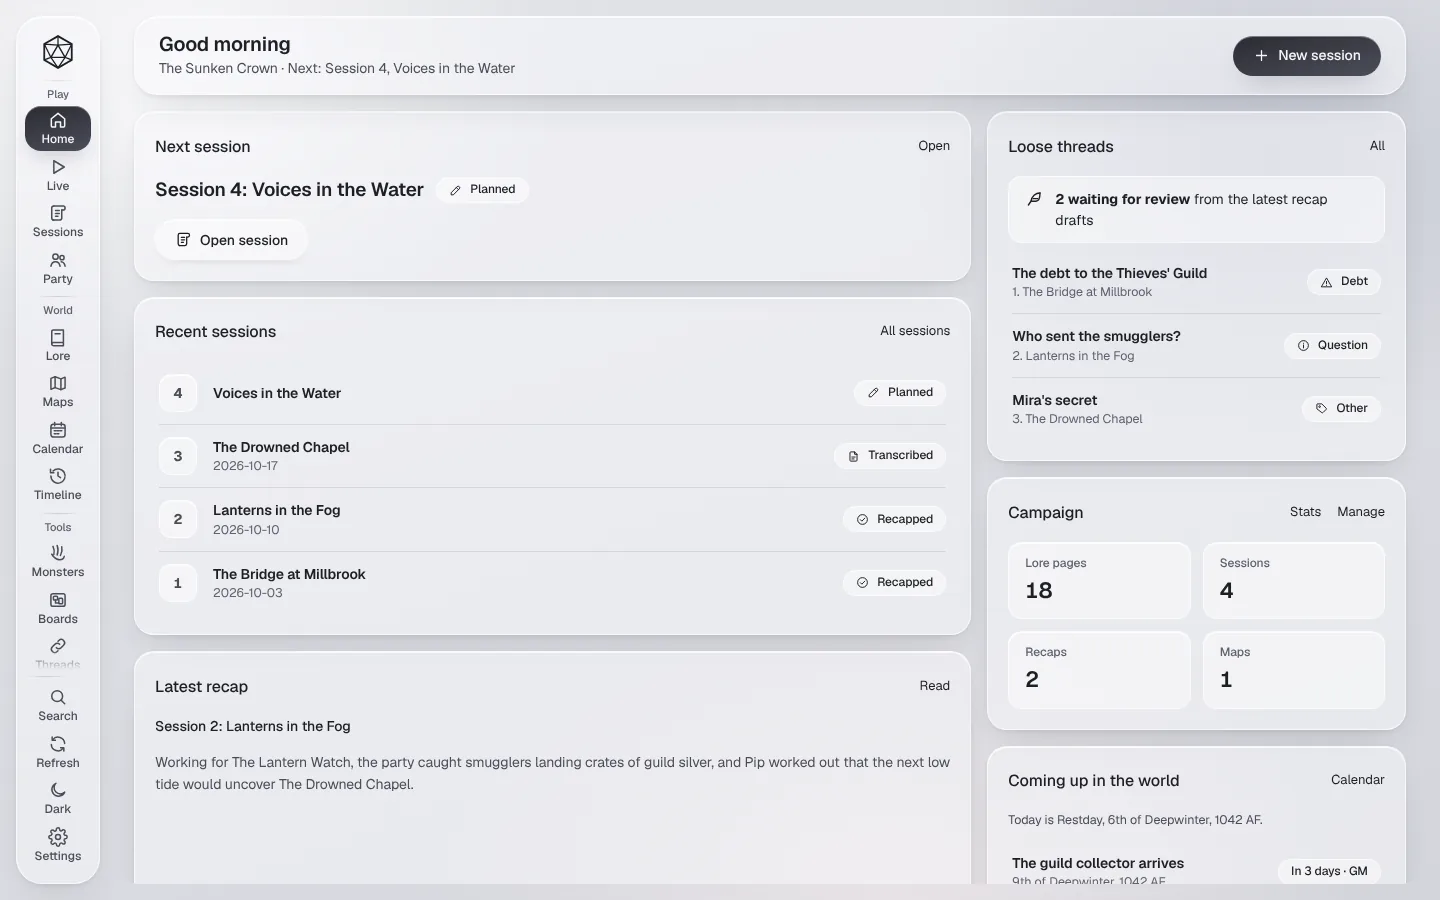 Play
Home
Live
Sessions
Party
World
Lore
Maps
Calendar
Timeline
Tools
Monsters
Boards
Threads
Search
Refresh
Dark
Settings
Good morning
The Sunken Crown · Next: Session 4, Voices in the Water
New session
Next session
Open
Session 4: Voices in the Water
Planned
Open session
Recent sessions
All sessions
4
Voices in the Water
Planned
3
The Drowned Chapel
2026-10-17
Transcribed
2
Lanterns in the Fog
2026-10-10
Recapped
1
The Bridge at Millbrook
2026-10-03
Recapped
Latest recap
Read
Session 2: Lanterns in the Fog
Working for The Lantern Watch, the party caught smugglers landing crates of guild silver, and Pip worked out that the next low
tide would uncover The Drowned Chapel.
Loose threads
All
2 waiting for review from the latest recap
drafts
The debt to the Thieves' Guild
1. The Bridge at Millbrook
Debt
Who sent the smugglers?
2. Lanterns in the Fog
Question
Mira's secret
3. The Drowned Chapel
Other
Campaign
Stats
Manage
Lore pages
18
Sessions
4
Recaps
2
Maps
1
Coming up in the world
Calendar
Today is Restday, 6th of Deepwinter, 1042 AF.
The guild collector arrives
9th of Deepwinter, 1042 AF
In 3 days · GM